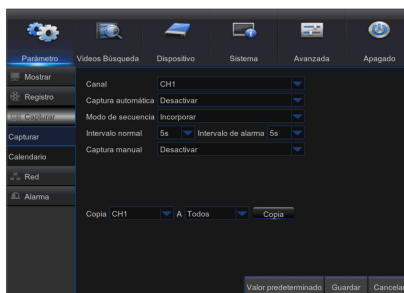 Parámetro Videos Búsqueda Dispositivo Sistema Avanzada Apagado
Mostrar
Registro
Capturar
Capturar
Calendario
Red
Alarma
Canal CH1
Captura automática Desactivar
Modo de secuencia Incorporar
Intervalo normal 5s Intervalo de alarma 5s
Captura manual Desactivar
Copia CH1 A Todos Copia
Valor predeterminado Guardar Cancelar